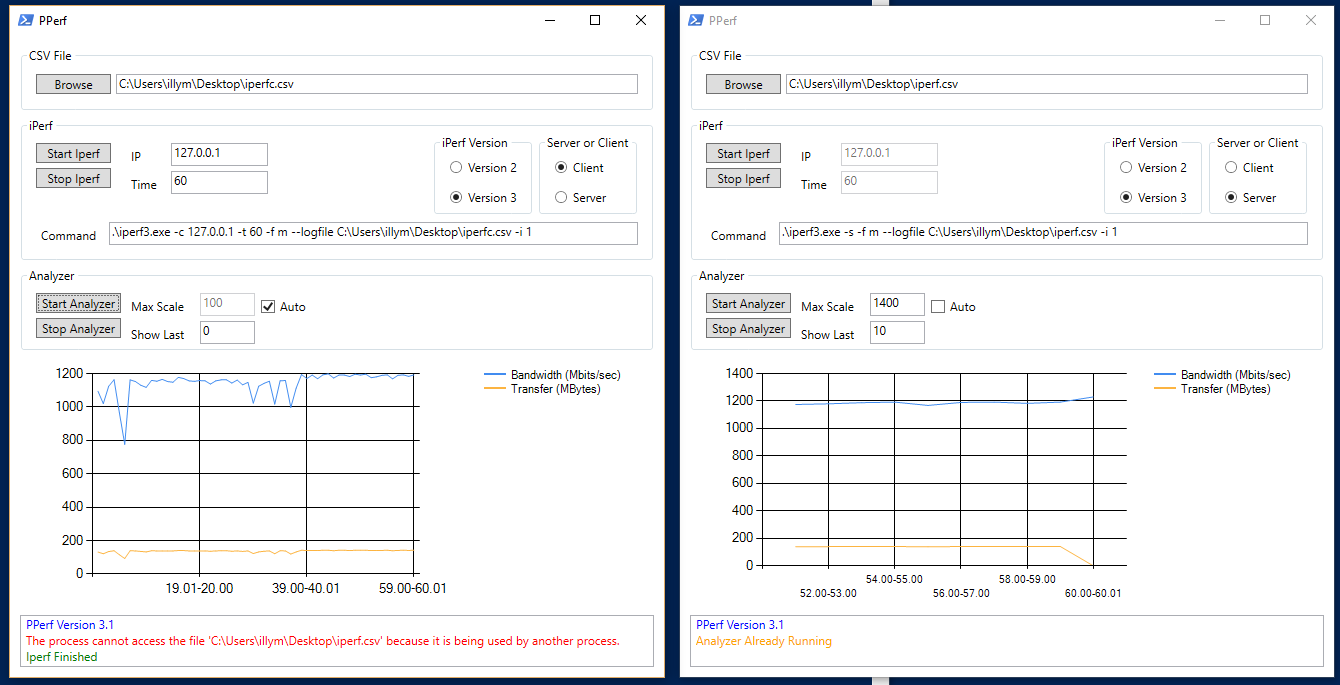 PPerf
CSV File
Browse C:\Users\illym\Desktop\iperfc.csv
iPerf
iPerf Version Server or Client
Start Iperf IP 127.0.0.1
Version 2 Client
Stop Iperf Time 60
Version 3 Server
Command .\iperf3.exe -c 127.0.0.1 -t 60 -f m --logfile C:\Users\illym\Desktop\iperfc.csv -i 1
Analyzer
Start Analyzer Max Scale 100 Auto
Stop Analyzer Show Last 0
1200
1000
800
600
400
200
0
19.01-20.00 39.00-40.01 59.00-60.01
Bandwidth (Mbits/sec)
Transfer (MBytes)
PPerf Version 3.1
The process cannot access the file 'C:\Users\illym\Desktop\iperf.csv' because it is being used by another process.
Iperf Finished
PPerf
CSV File
Browse C:\Users\illym\Desktop\iperf.csv
iPerf
iPerf Version Server or Client
Start Iperf IP 127.0.0.1
Version 2 Client
Stop Iperf Time 60
Version 3 Server
Command .\iperf3.exe -s -f m --logfile C:\Users\illym\Desktop\iperf.csv -i 1
Analyzer
Start Analyzer Max Scale 1400 Auto
Stop Analyzer Show Last 10
1400
1200
1000
800
600
400
200
0
54.00-55.00 58.00-59.00
52.00-53.00 56.00-57.00 60.00-60.01
Bandwidth (Mbits/sec)
Transfer (MBytes)
PPerf Version 3.1
Analyzer Already Running